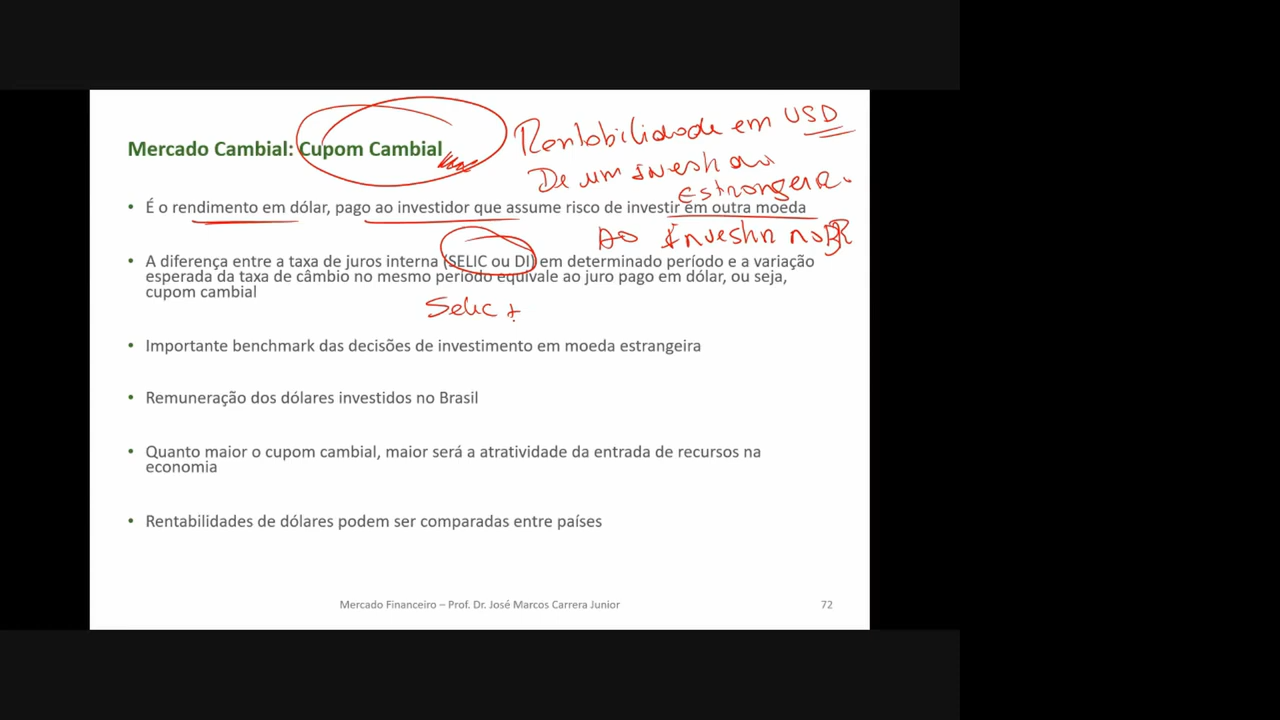 Mercado Cambial: Cupom Cambial
Rentabilidade em USD
De um
Estrangeira.
• É o rendimento em dólar, pago ao investidor que assume risco de investir em outra moeda
Ao no BR
• A diferença entre a taxa de juros interna (SELIC ou DI) em determinado período e a variação
esperada da taxa de câmbio no mesmo período equivale ao juro pago em dólar, ou seja,
cupom cambial
Selic +
• Importante benchmark das decisões de investimento em moeda estrangeira
• Remuneração dos dólares investidos no Brasil
• Quanto maior o cupom cambial, maior será a atratividade da entrada de recursos na
economia
• Rentabilidades de dólares podem ser comparadas entre países
Mercado Financeiro – Prof. Dr. José Marcos Carrera Junior 72